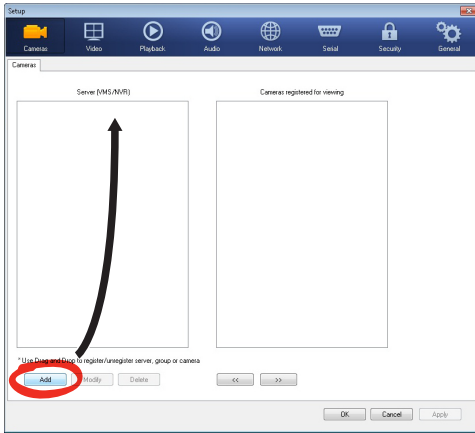 Setup
Cameras Video Playback Audio Network Serial Security General
Cameras
Server (VMS/NVR) Cameras registered for viewing
* Use Drag and Drop to register/unregister server, group or camera
Add Modify Delete << >>
OK Cancel Apply